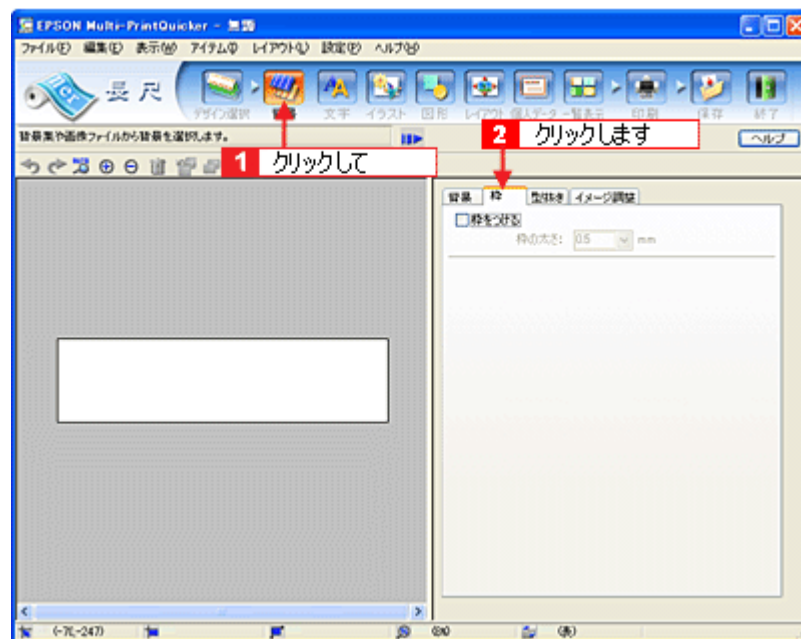 EPSON Multi-PrintQuicker - 無題
ファイル(F) 編集(E) 表示(W) アイテム(I) レイアウト(L) 設定(P) ヘルプ(H)
長尺
デザイン選択 背景 文字 イラスト 図形 レイアウト 個人データ 一覧表示 印刷 保存 終了
背景集や画像ファイルから背景を選択します。
ヘルプ
1 クリックして
2 クリックします
背景 枠 型抜き イメージ調整
枠をつける
枠の太さ: 0.5 mm
(表)